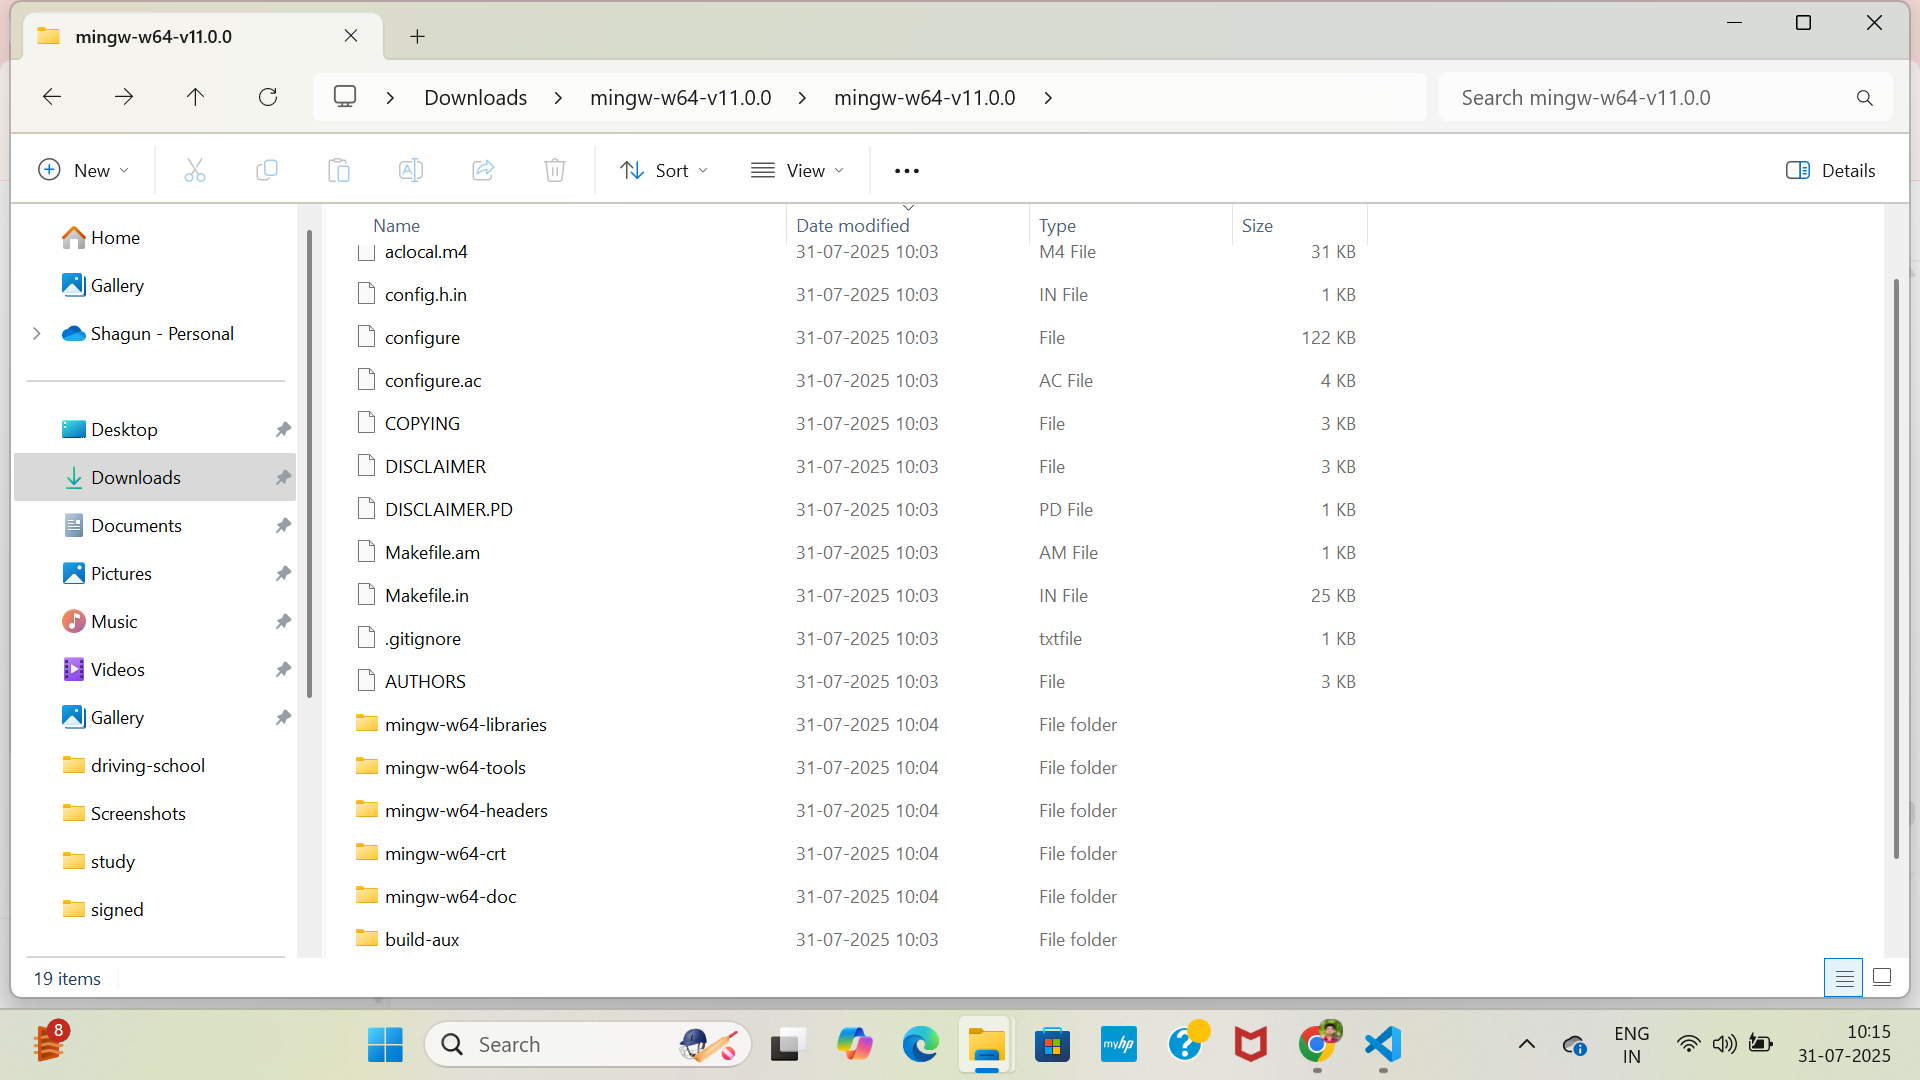 mingw-w64-v11.0.0
Downloads mingw-w64-v11.0.0 mingw-w64-v11.0.0
Search mingw-w64-v11.0.0
New Sort View Details
Home
Gallery
Shagun - Personal
Desktop
Downloads
Documents
Pictures
Music
Videos
Gallery
driving-school
Screenshots
study
signed
Name Date modified Type Size
aclocal.m4 31-07-2025 10:03 M4 File 31 KB
config.h.in 31-07-2025 10:03 IN File 1 KB
configure 31-07-2025 10:03 File 122 KB
configure.ac 31-07-2025 10:03 AC File 4 KB
COPYING 31-07-2025 10:03 File 3 KB
DISCLAIMER 31-07-2025 10:03 File 3 KB
DISCLAIMER.PD 31-07-2025 10:03 PD File 1 KB
Makefile.am 31-07-2025 10:03 AM File 1 KB
Makefile.in 31-07-2025 10:03 IN File 25 KB
.gitignore 31-07-2025 10:03 txtfile 1 KB
AUTHORS 31-07-2025 10:03 File 3 KB
mingw-w64-libraries 31-07-2025 10:04 File folder
mingw-w64-tools 31-07-2025 10:04 File folder
mingw-w64-headers 31-07-2025 10:04 File folder
mingw-w64-crt 31-07-2025 10:04 File folder
mingw-w64-doc 31-07-2025 10:04 File folder
build-aux 31-07-2025 10:03 File folder
19 items
8
Search
myhp
ENG
IN
10:15
31-07-2025